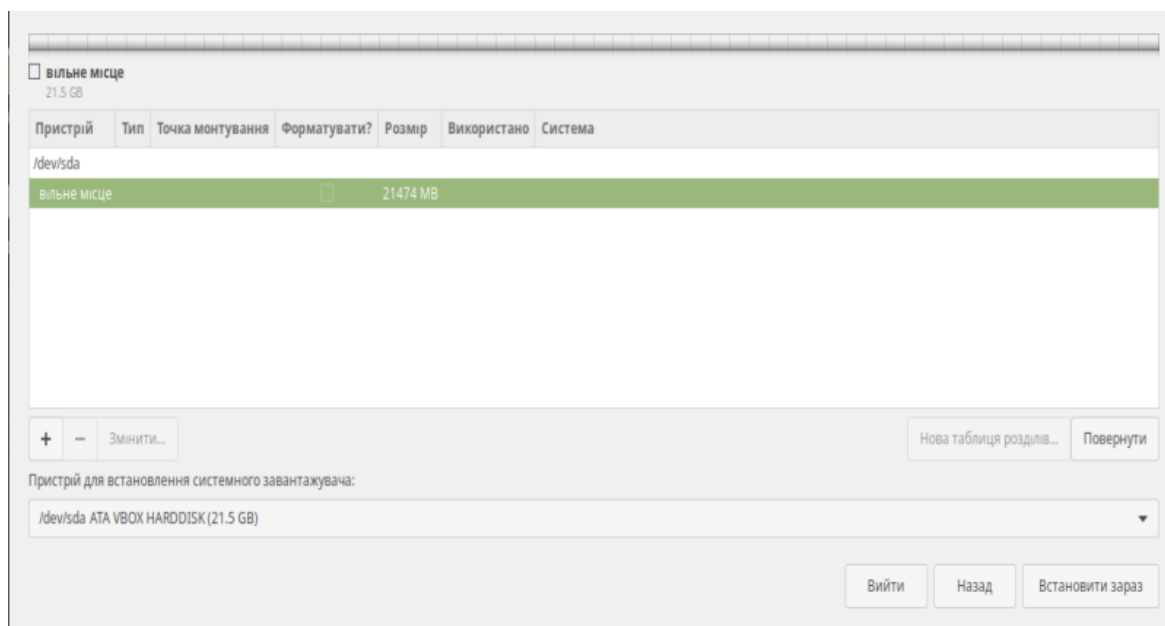 вільне місце
21.5 GB
Пристрій Тип Точка монтування Форматувати? Розмір Використано Система
/dev/sda
вільне місце 21474 MB
+ − Змінити... Нова таблиця розділів... Повернути
Пристрій для встановлення системного завантажувача:
/dev/sda ATA VBOX HARDDISK (21.5 GB)
Вийти Назад Встановити зараз